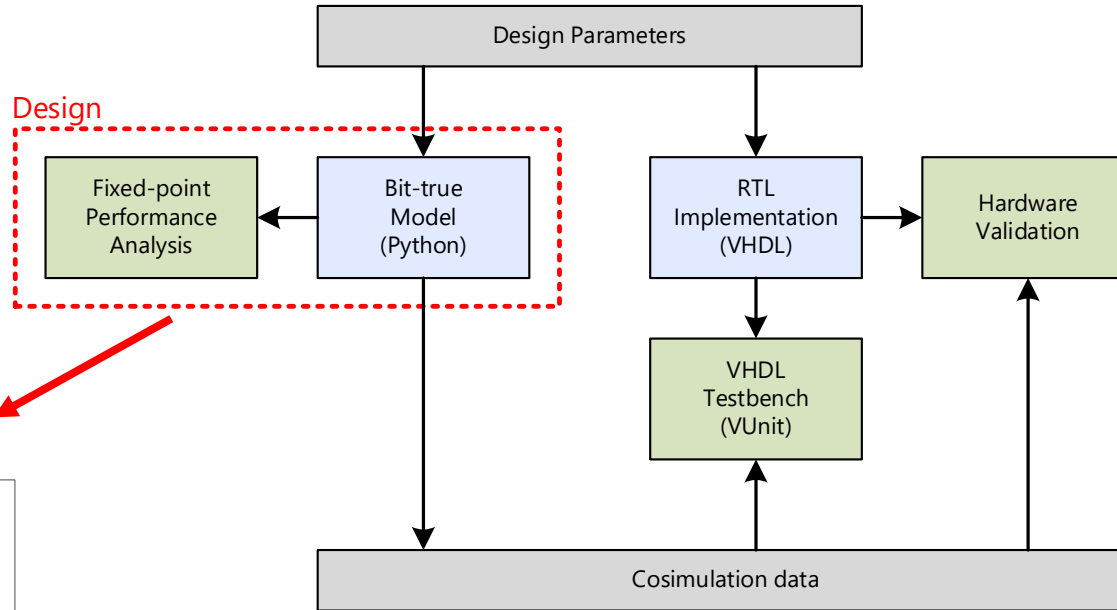 Design Parameters
Design
Fixed-point
Performance
Analysis
Bit-true
Model
(Python)
RTL
Implementation
(VHDL)
Hardware
Validation
VHDL
Testbench
(VUnit)
Cosimulation data